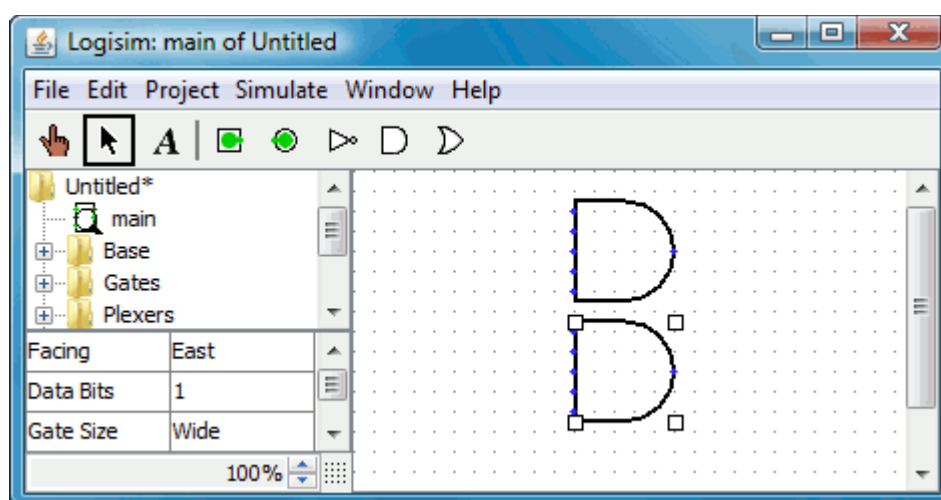 Logisim: main of Untitled
File Edit Project Simulate Window Help
A
Untitled*
main
Base
Gates
Plexers
Facing East
Data Bits 1
Gate Size Wide
100%